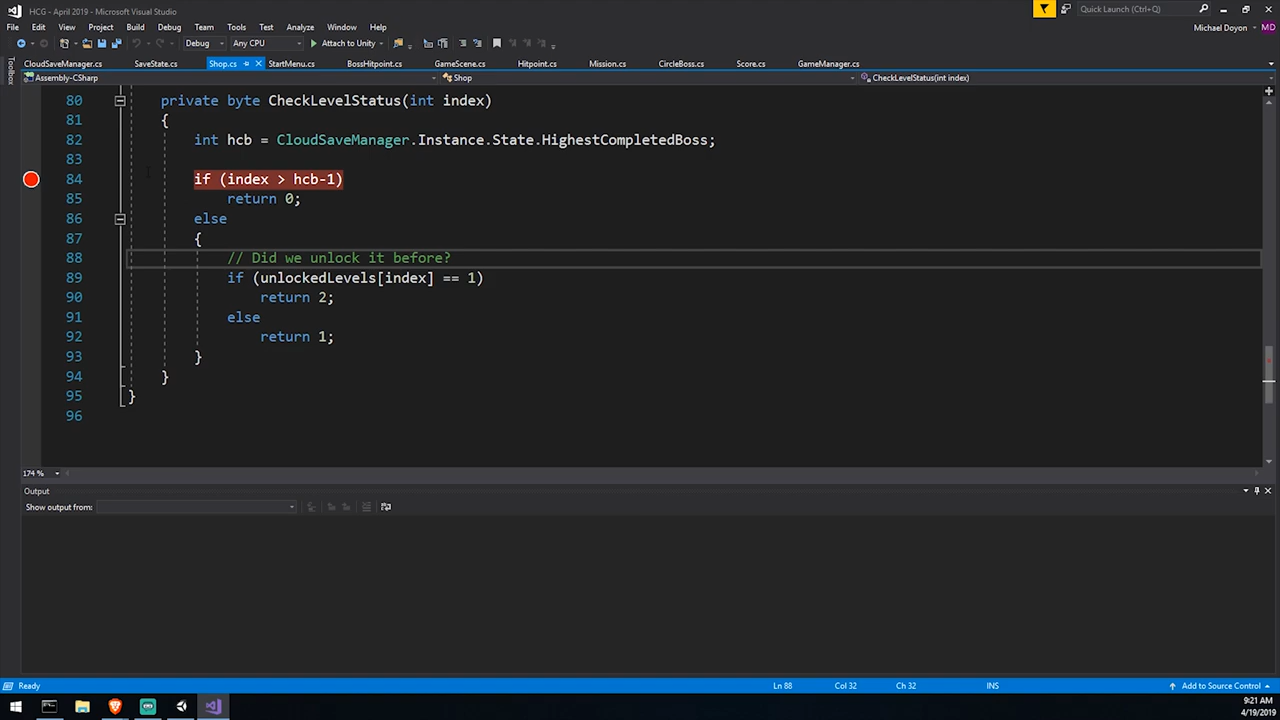 HCG - April 2019 - Microsoft Visual Studio
Quick Launch (Ctrl+Q)
File Edit View Project Build Debug Team Tools Test Analyze Window Help
Michael Doyon MD
Debug Any CPU Attach to Unity
Toolbox
CloudSaveManager.cs SaveState.cs Shop.cs StartMenu.cs BossHitpoint.cs GameScene.cs Hitpoint.cs Mission.cs CircleBoss.cs Score.cs GameManager.cs
Assembly-CSharp Shop CheckLevelStatus(int index)
80 private byte CheckLevelStatus(int index)
81 {
82 int hcb = CloudSaveManager.Instance.State.HighestCompletedBoss;
83
84 if (index > hcb-1)
85 return 0;
86 else
87 {
88 // Did we unlock it before?
89 if (unlockedLevels[index] == 1)
90 return 2;
91 else
92 return 1;
93 }
94 }
95 }
96
174 %
Output
Show output from:
Ready Ln 88 Col 32 Ch 32 INS Add to Source Control
9:21 AM
4/19/2019